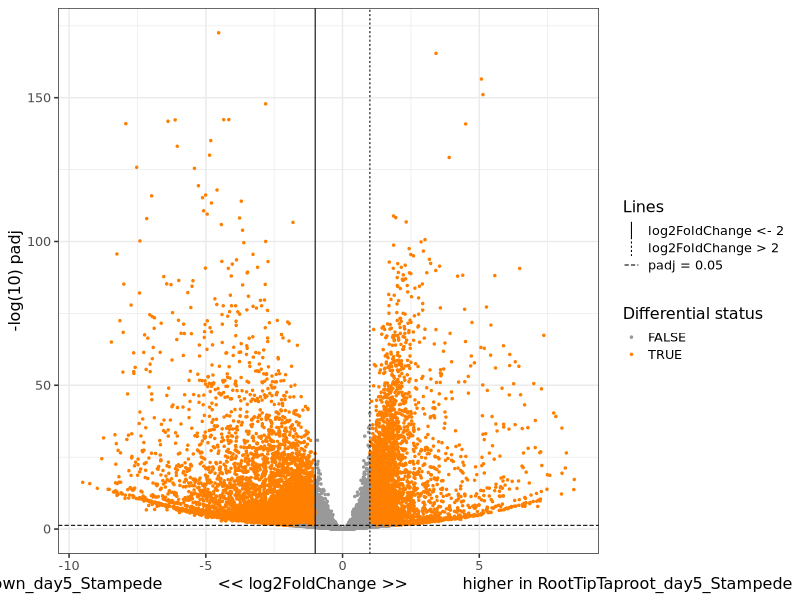 -log(10) padj
150
100
50
0
-10
-5
0
5
own_day5_Stampede << log2FoldChange >> higher in RootTipTaproot_day5_Stampede
Lines
log2FoldChange <- 2
log2FoldChange > 2
padj = 0.05
Differential status
FALSE
TRUE